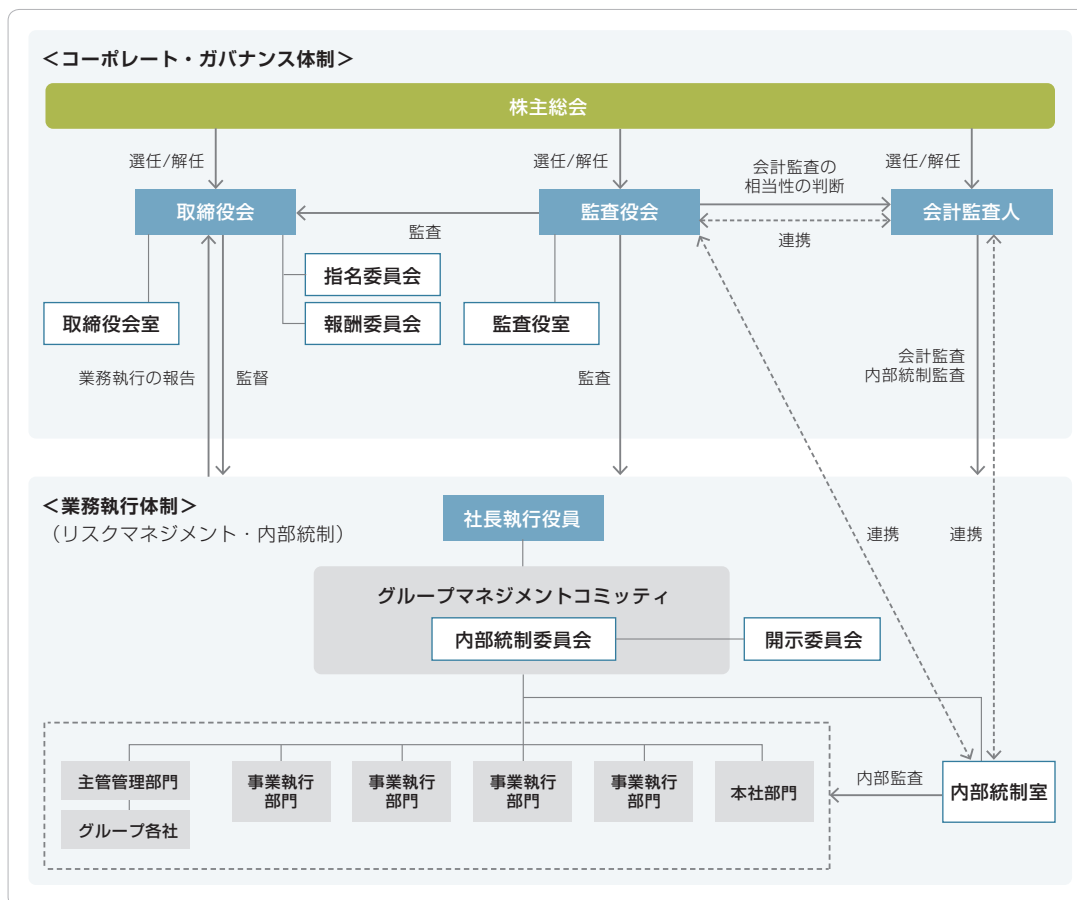 ＜コーポレート・ガバナンス体制＞
株主総会
選任/解任
選任/解任
会計監査の
相当性の判断
選任/解任
取締役会
監査役会
会計監査人
監査
連携
指名委員会
取締役会室
報酬委員会
監査役室
業務執行の報告
監督
監査
会計監査
内部統制監査
＜業務執行体制＞
（リスクマネジメント・内部統制）
社長執行役員
連携
連携
グループマネジメントコミッティ
内部統制委員会
開示委員会
主管管理部門
グループ各社
事業執行
部門
事業執行
部門
事業執行
部門
事業執行
部門
本社部門
内部監査
内部統制室